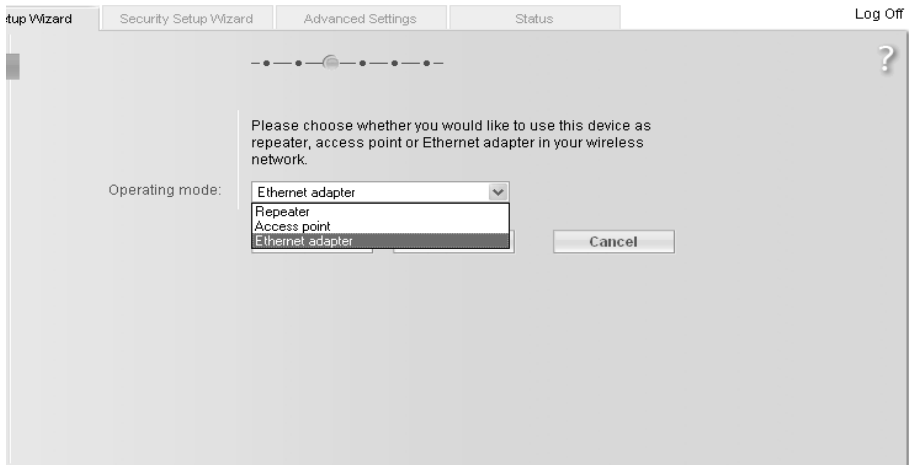 etup Wizard Security Setup Wizard Advanced Settings Status Log Off
?
Please choose whether you would like to use this device as
repeater, access point or Ethernet adapter in your wireless
network.
Operating mode: Ethernet adapter
Repeater
Access point
Ethernet adapter
Cancel